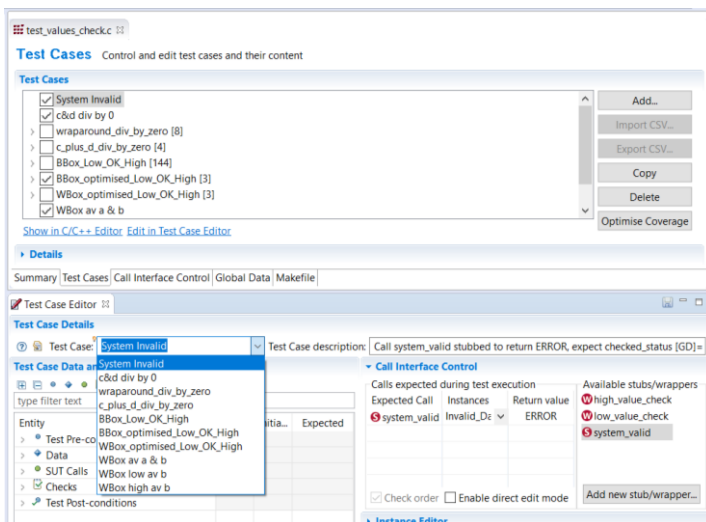 test_values_check.c
Test Cases Control and edit test cases and their content
Test Cases
System Invalid
c&d div by 0
wraparound_div_by_zero [8]
c_plus_d_div_by_zero [4]
BBox_Low_OK_High [144]
BBox_optimised_Low_OK_High [3]
WBox_optimised_Low_OK_High [3]
WBox av a & b
Add...
Import CSV...
Export CSV...
Copy
Delete
Optimise Coverage
Show in C/C++ Editor Edit in Test Case Editor
Details
Summary Test Cases Call Interface Control Global Data Makefile
Test Case Editor
Test Case Details
Test Case: System Invalid Test Case description: Call system_valid stubbed to return ERROR, expect checked_status [GD]=
System Invalid
c&d div by 0
wraparound_div_by_zero
c_plus_d_div_by_zero
BBox_Low_OK_High
BBox_optimised_Low_OK_High
WBox_optimised_Low_OK_High
WBox av a & b
WBox low av b
WBox high av b
Test Case Data an
type filter text
Entity itia... Expected
Test Pre-co
Data
SUT Calls
Checks
Test Post-conditions
Call Interface Control
Calls expected during test execution
Expected Call Instances Return value
system_valid Invalid_Da ERROR
Check order Enable direct edit mode
Available stubs/wrappers
high_value_check
low_value_check
system_valid
Add new stub/wrapper...
Instance Editor